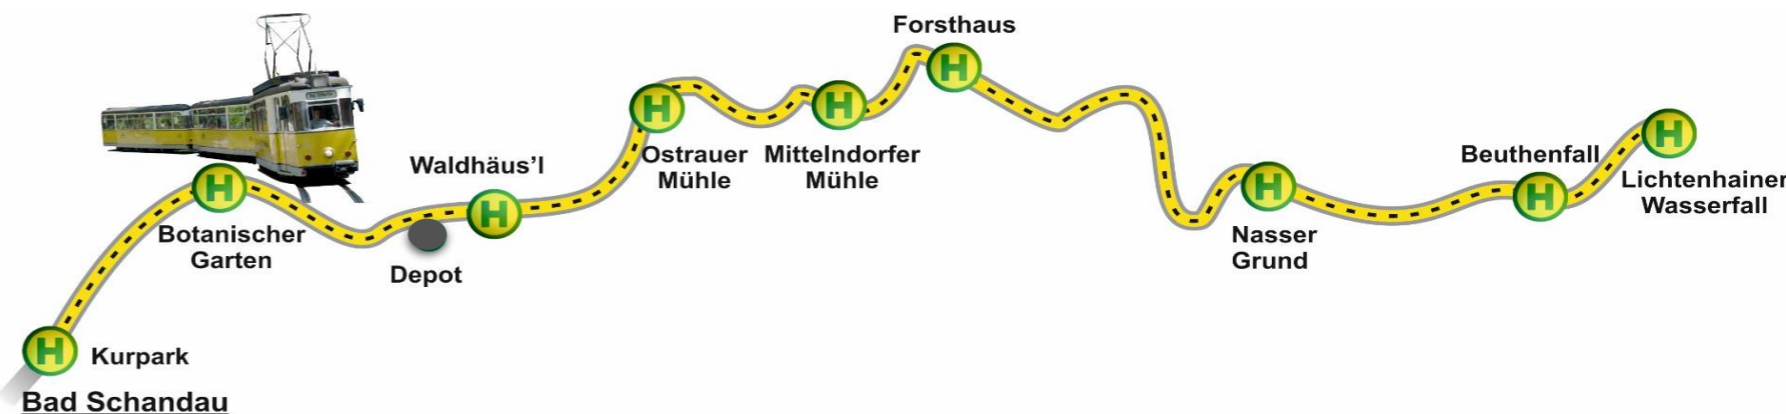 Forsthaus
Waldhäus'l
Ostrauer
Mühle
Mittelndorfer
Mühle
Beuthenfall
Lichtenhainer
Wasserfall
Botanischer
Garten
Depot
Nasser
Grund
Kurpark
Bad Schandau
H
H
H
H
H
H
H
H
H